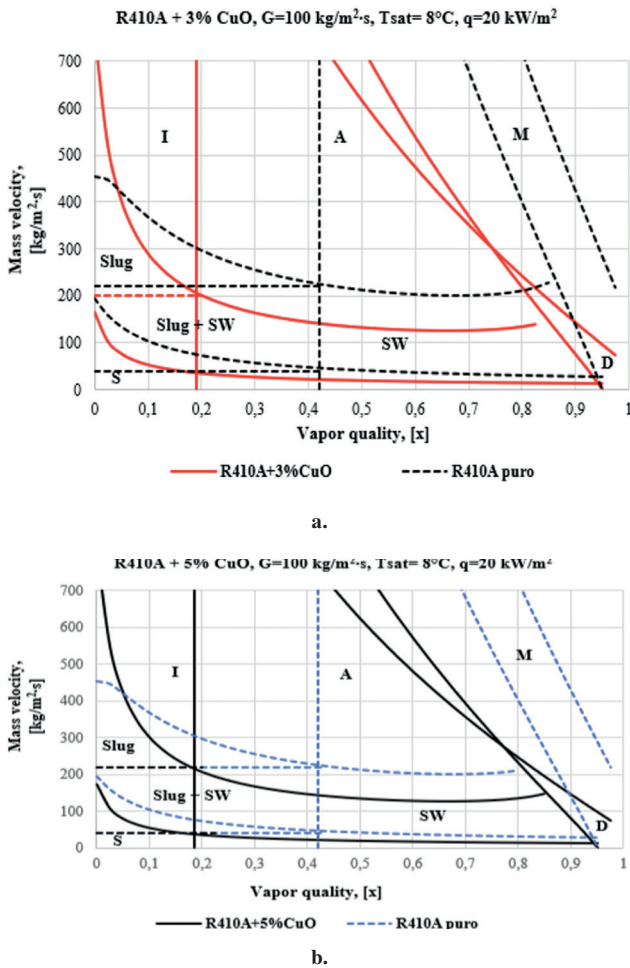 R410A + 3% CuO, G=100 kg/m²·s, Tsat= 8°C, q=20 kW/m²
Mass velocity,
[kg/m²·s]
700
600
500
400
300
200
100
0
I
A
M
Slug
Slug + SW
SW
S
D
0 0,1 0,2 0,3 0,4 0,5 0,6 0,7 0,8 0,9 1
Vapor quality, [x]
R410A+3%CuO R410A puro
a.
R410A + 5% CuO, G=100 kg/m²·s, Tsat= 8°C, q=20 kW/m²
Mass velocity,
[kg/m²·s]
700
600
500
400
300
200
100
0
I
A
M
Slug
Slug + SW
SW
S
D
0 0,1 0,2 0,3 0,4 0,5 0,6 0,7 0,8 0,9 1
Vapor quality, [x]
R410A+5%CuO R410A puro
b.